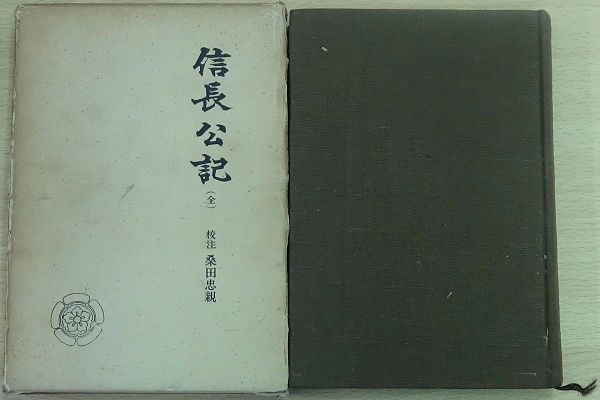 信長公記
（全）
校注 桑田忠親